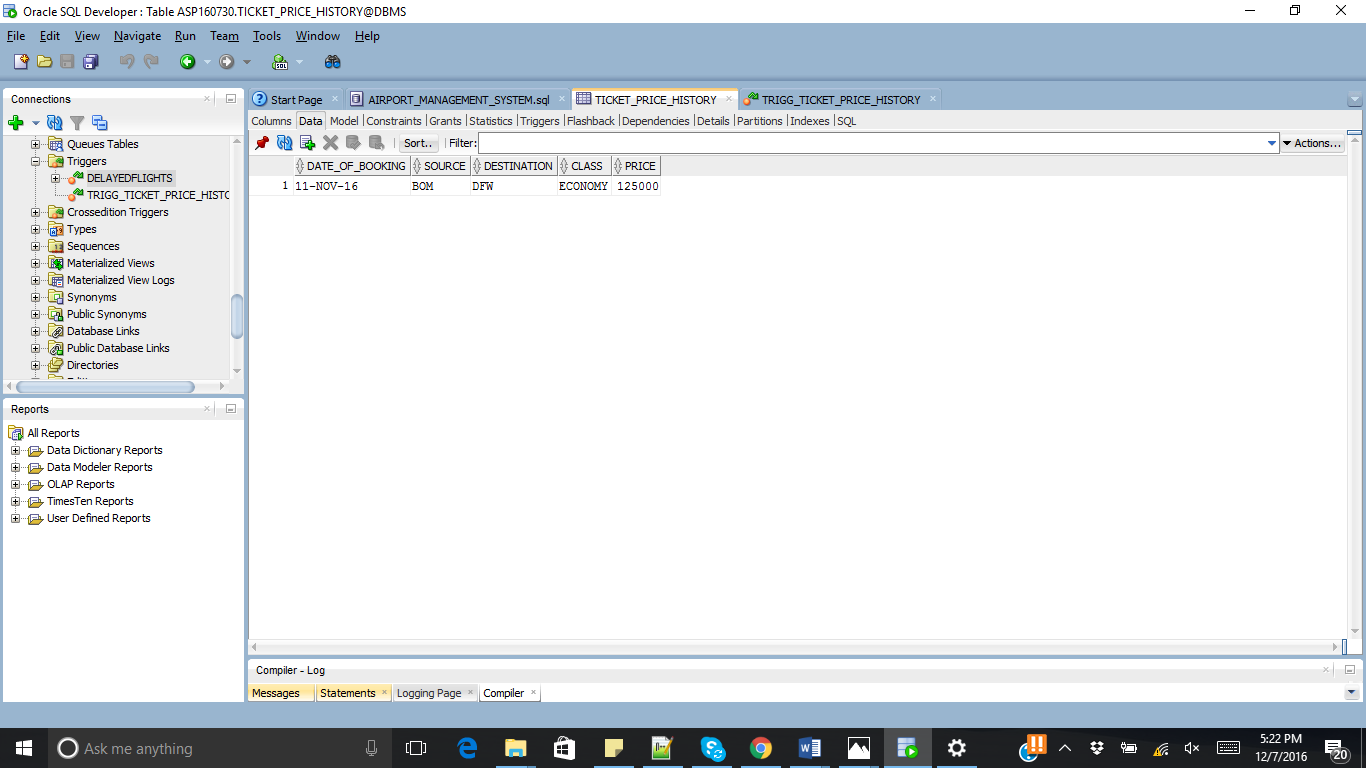 Oracle SQL Developer : Table ASP160730.TICKET_PRICE_HISTORY@DBMS
File Edit View Navigate Run Team Tools Window Help
SQL
Connections
Queues Tables
Triggers
DELAYEDFLIGHTS
TRIGG_TICKET_PRICE_HISTO
Crossedition Triggers
Types
Sequences
Materialized Views
Materialized View Logs
Synonyms
Public Synonyms
Database Links
Public Database Links
Directories
Reports
All Reports
Data Dictionary Reports
Data Modeler Reports
OLAP Reports
TimesTen Reports
User Defined Reports
Start Page AIRPORT_MANAGEMENT_SYSTEM.sql TICKET_PRICE_HISTORY TRIGG_TICKET_PRICE_HISTORY
Columns Data Model Constraints Grants Statistics Triggers Flashback Dependencies Details Partitions Indexes SQL
Sort.. Filter: Actions...
DATE_OF_BOOKING SOURCE DESTINATION CLASS PRICE
1 11-NOV-16 BOM DFW ECONOMY 125000
Compiler - Log
Messages Statements Logging Page Compiler
Ask me anything
5:22 PM
12/7/2016
20